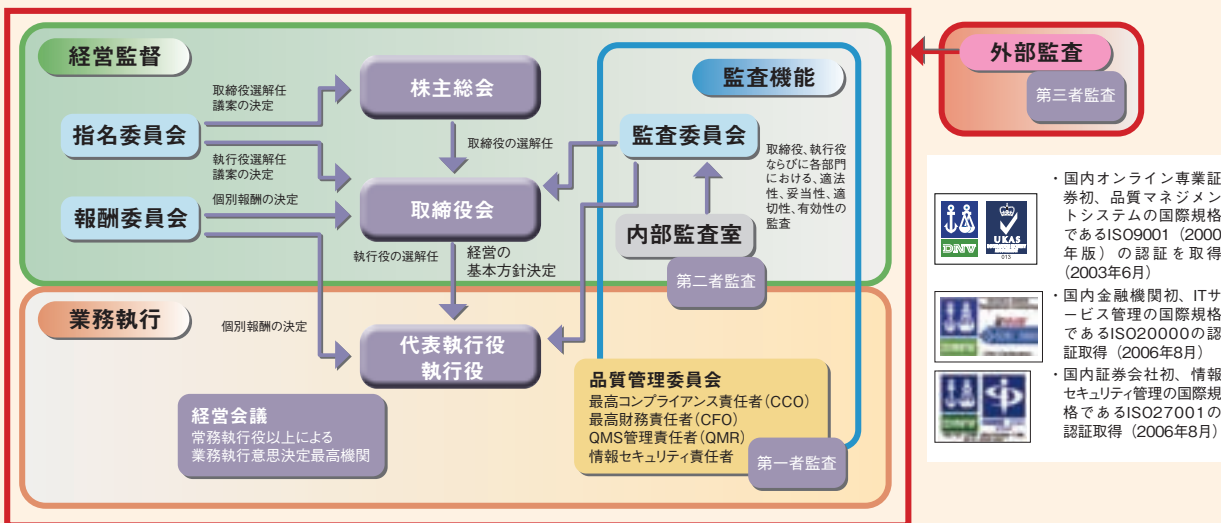 経営監督
取締役選解任
議案の決定
株主総会
指名委員会
執行役選解任
議案の決定
取締役の選解任
報酬委員会
個別報酬の決定
取締役会
執行役の選解任
経営の
基本方針決定
監査機能
監査委員会
取締役、執行役
ならびに各部門
における、適法
性、妥当性、適
切性、有効性の
監査
内部監査室
第二者監査
業務執行
個別報酬の決定
代表執行役
執行役
経営会議
常務執行役以上による
業務執行意思決定最高機関
品質管理委員会
最高コンプライアンス責任者(CCO)
最高財務責任者(CFO)
QMS管理責任者(QMR)
情報セキュリティ責任者
第一者監査
外部監査
第三者監査
DNV
UKAS
013
・国内オンライン専業証
券初、品質マネジメン
トシステムの国際規格
であるISO9001（2000
年版）の認証を取得
（2003年6月）
・国内金融機関初、ITサ
ービス管理の国際規格
であるISO20000の認
証取得（2006年8月）
DNV
・国内証券会社初、情報
セキュリティ管理の国際規
格であるISO27001の
認証取得（2006年8月）
DNV